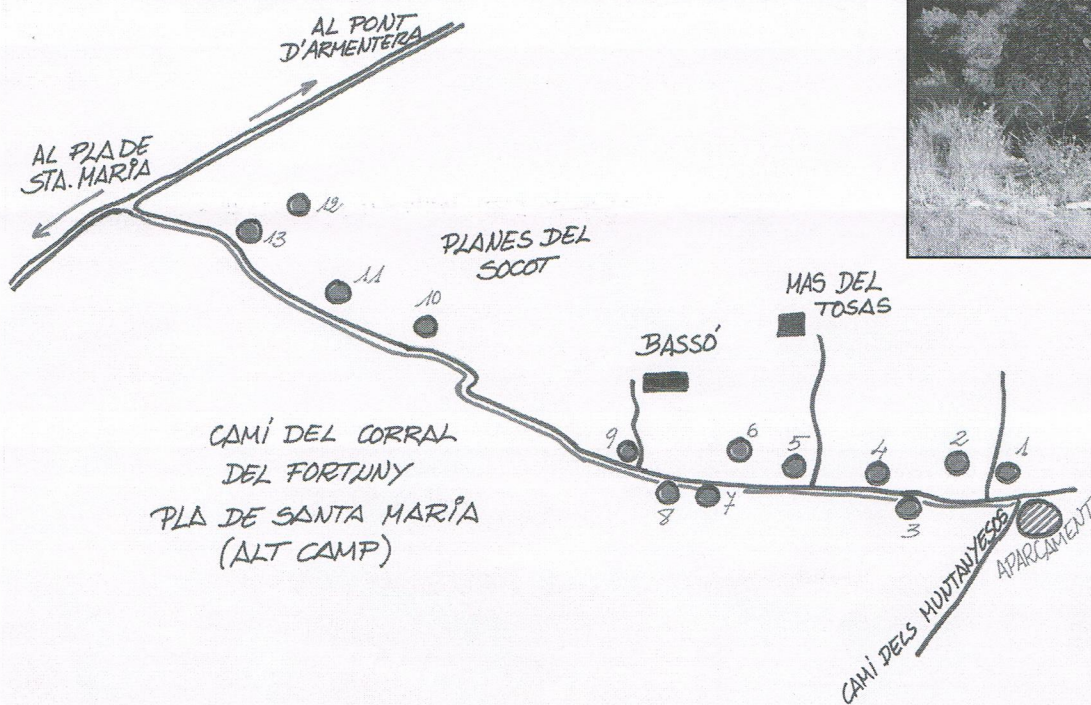 AL PONT
D'ARMENTERA
AL PLA DE
STA. MARIA
12
13
PLANES DEL
SOCOT
11
10
MAS DEL
TOSAS
BASSÓ
CAMÍ DEL CORRAL
DEL FORTUNY
PLA DE SANTA MARIA
(ALT CAMP)
9
6
5
4
2
1
8
7
3
APARCAMENT
CAMÍ DELS MUNTANYESOS